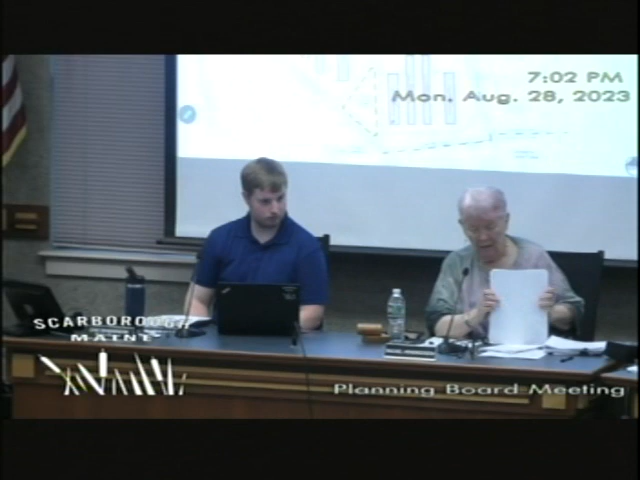 7:02 PM
Mon, Aug. 28, 2023
SCARBOROUGH
MAINE
Planning Board Meeting